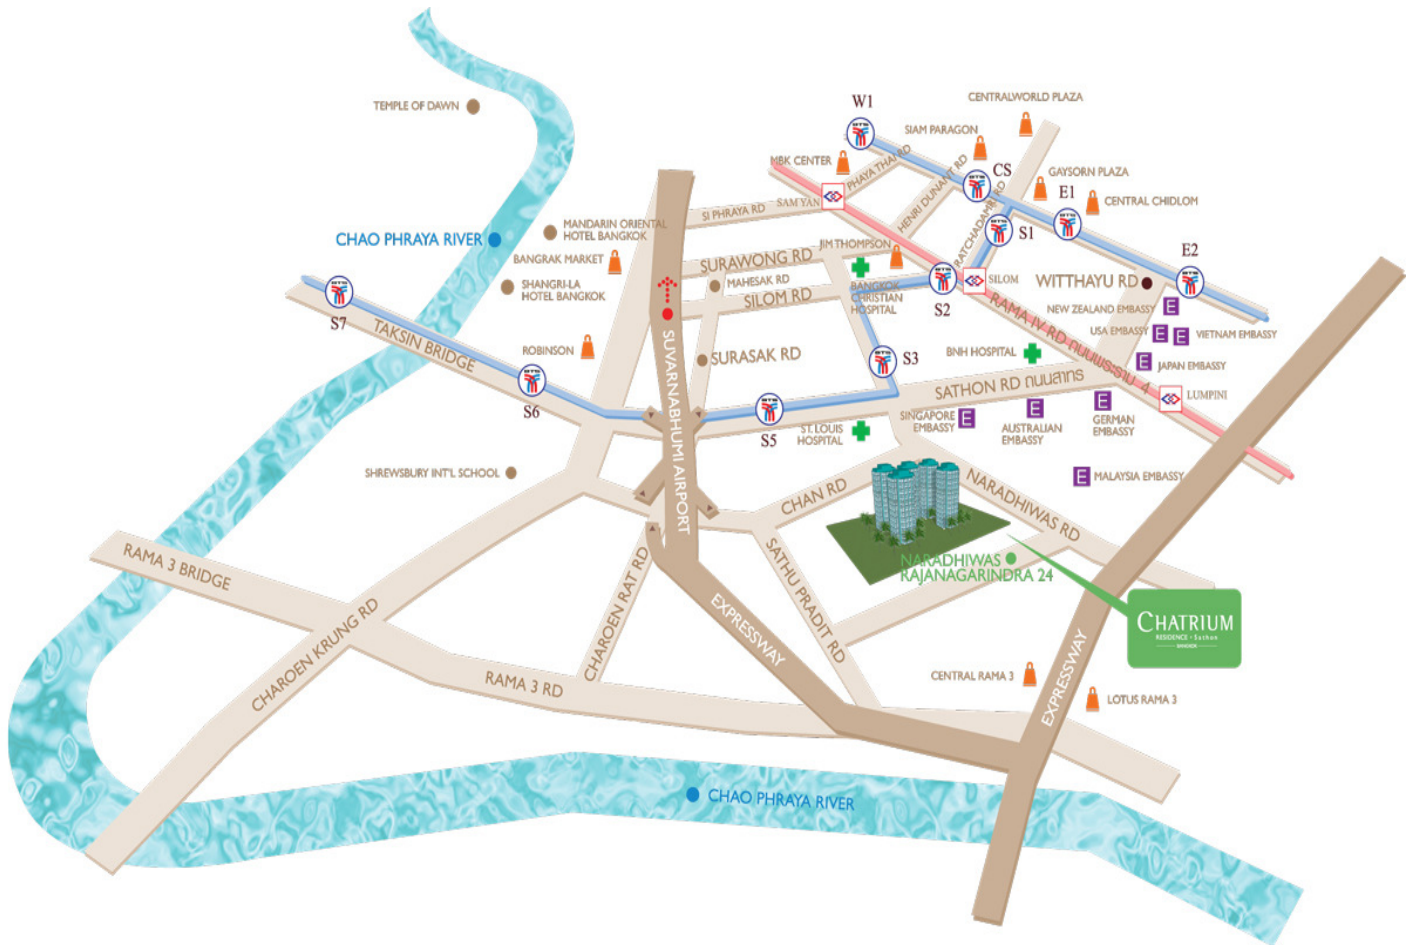 TEMPLE OF DAWN
W1
CENTRALWORLD PLAZA
SIAM PARAGON
MBK CENTER
PHAYA THAI RD
HENRI DUNANT RD
CS
GAYSORN PLAZA
E1
CENTRAL CHIDLOM
SAM YAN
SI PHRAYA RD
RATCHADAMRI RD
S1
MANDARIN ORIENTAL
HOTEL BANGKOK
CHAO PHRAYA RIVER
BANGRAK MARKET
SURAWONG RD
JIM THOMPSON
E2
SHANGRI-LA
HOTEL BANGKOK
MAHESAK RD
SILOM RD
BANGKOK
CHRISTIAN
HOSPITAL
S2
SILOM
WITTHAYU RD
NEW ZEALAND EMBASSY
USA EMBASSY
VIETNAM EMBASSY
JAPAN EMBASSY
RAMA IV RD ถนนพระราม 4
S7
TAKSIN BRIDGE
ROBINSON
SURASAK RD
S3
BNH HOSPITAL
SATHON RD ถนนสาทร
LUMPINI
S6
S5
ST. LOUIS
HOSPITAL
SINGAPORE
EMBASSY
AUSTRALIAN
EMBASSY
GERMAN
EMBASSY
MALAYSIA EMBASSY
SHREWSBURY INT'L SCHOOL
SUVARNABHUMI AIRPORT
CHAN RD
NARADHIWAS RD
RAMA 3 BRIDGE
CHAROEN KRUNG RD
CHAROEN RAT RD
SATHU PRADIT RD
NARADHIWAS
RAJANAGARINDRA 24
EXPRESSWAY
CHATRIUM
RESIDENCE • Sathon
BANGKOK
RAMA 3 RD
CENTRAL RAMA 3
EXPRESSWAY
LOTUS RAMA 3
CHAO PHRAYA RIVER